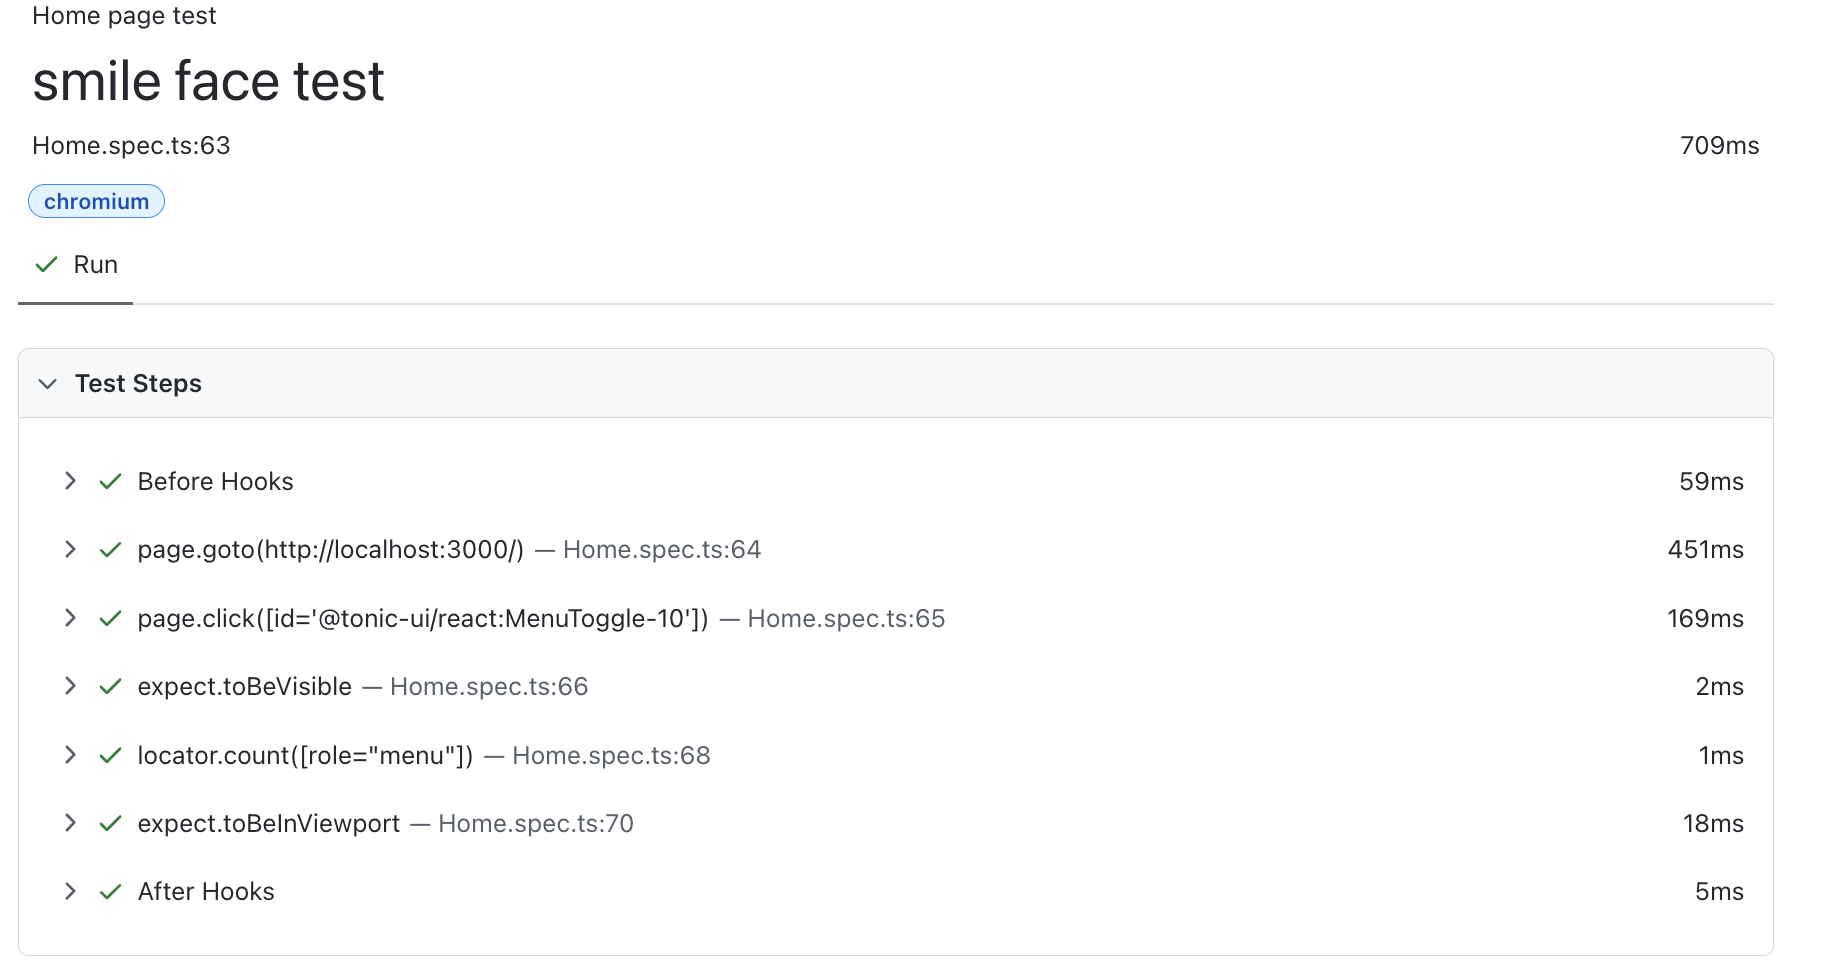 Home page test
smile face test
Home.spec.ts:63 709ms
chromium
Run
Test Steps
Before Hooks 59ms
page.goto(http://localhost:3000/) — Home.spec.ts:64 451ms
page.click([id='@tonic-ui/react:MenuToggle-10']) — Home.spec.ts:65 169ms
expect.toBeVisible — Home.spec.ts:66 2ms
locator.count([role="menu"]) — Home.spec.ts:68 1ms
expect.toBeInViewport — Home.spec.ts:70 18ms
After Hooks 5ms